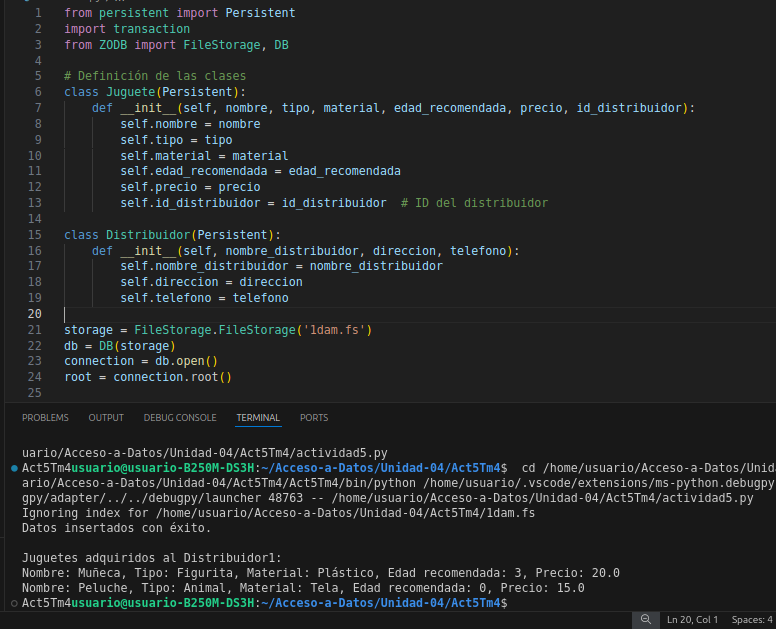 1 from persistent import Persistent
2 import transaction
3 from ZODB import FileStorage, DB
4
5 # Definición de las clases
6 class Juguete(Persistent):
7     def __init__(self, nombre, tipo, material, edad_recomendada, precio, id_distribuidor):
8         self.nombre = nombre
9         self.tipo = tipo
10         self.material = material
11         self.edad_recomendada = edad_recomendada
12         self.precio = precio
13         self.id_distribuidor = id_distribuidor  # ID del distribuidor
14
15 class Distribuidor(Persistent):
16     def __init__(self, nombre_distribuidor, direccion, telefono):
17         self.nombre_distribuidor = nombre_distribuidor
18         self.direccion = direccion
19         self.telefono = telefono
20
21 storage = FileStorage.FileStorage('1dam.fs')
22 db = DB(storage)
23 connection = db.open()
24 root = connection.root()
25
PROBLEMS OUTPUT DEBUG CONSOLE TERMINAL PORTS
uario/Acceso-a-Datos/Unidad-04/Act5Tm4/actividad5.py
Act5Tm4usuario@usuario-B250M-DS3H:~/Acceso-a-Datos/Unidad-04/Act5Tm4$  cd /home/usuario/Acceso-a-Datos/Unid
ario/Acceso-a-Datos/Unidad-04/Act5Tm4/Act5Tm4/bin/python /home/usuario/.vscode/extensions/ms-python.debugpy
gpy/adapter/../../debugpy/launcher 48763 -- /home/usuario/Acceso-a-Datos/Unidad-04/Act5Tm4/actividad5.py
Ignoring index for /home/usuario/Acceso-a-Datos/Unidad-04/Act5Tm4/1dam.fs
Datos insertados con éxito.
Juguetes adquiridos al Distribuidor1:
Nombre: Muñeca, Tipo: Figurita, Material: Plástico, Edad recomendada: 3, Precio: 20.0
Nombre: Peluche, Tipo: Animal, Material: Tela, Edad recomendada: 0, Precio: 15.0
Act5Tm4usuario@usuario-B250M-DS3H:~/Acceso-a-Datos/Unidad-04/Act5Tm4$
Ln 20, Col 1 Spaces: 4